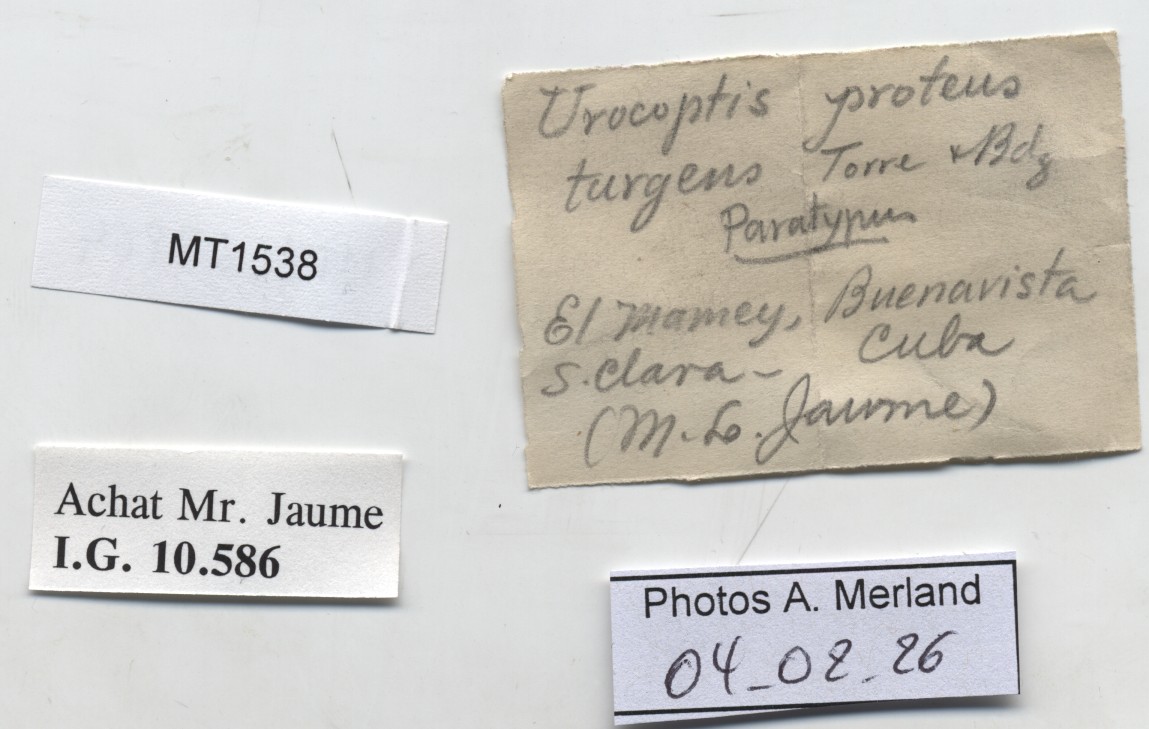 Urocoptis proteus
turgens Torre & Bdz
Paratypus
El Mamey, Buenavista
S. Clara - Cuba
(M. L. Jaume)
MT1538
Achat Mr. Jaume
I.G. 10.586
Photos A. Merland
04_02_26